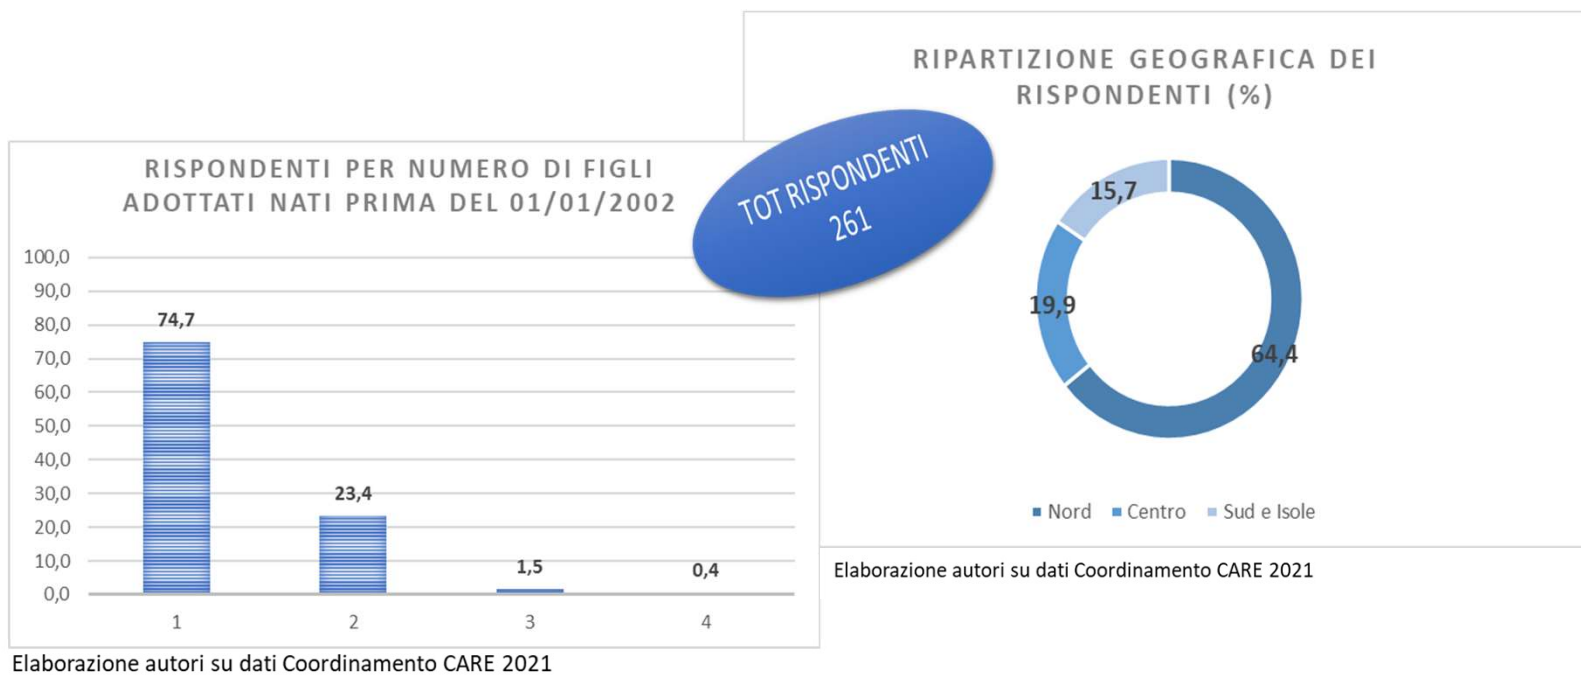 RISPONDENTI PER NUMERO DI FIGLI
ADOTTATI NATI PRIMA DEL 01/01/2002
100,0
90,0
80,0
70,0
60,0
50,0
40,0
30,0
20,0
10,0
0,0
74,7
23,4
1,5
0,4
1
2
3
4
Elaborazione autori su dati Coordinamento CARE 2021
TOT RISPONDENTI
261
RIPARTIZIONE GEOGRAFICA DEI
RISPONDENTI (%)
15,7
19,9
64,4
Nord Centro Sud e Isole
Elaborazione autori su dati Coordinamento CARE 2021